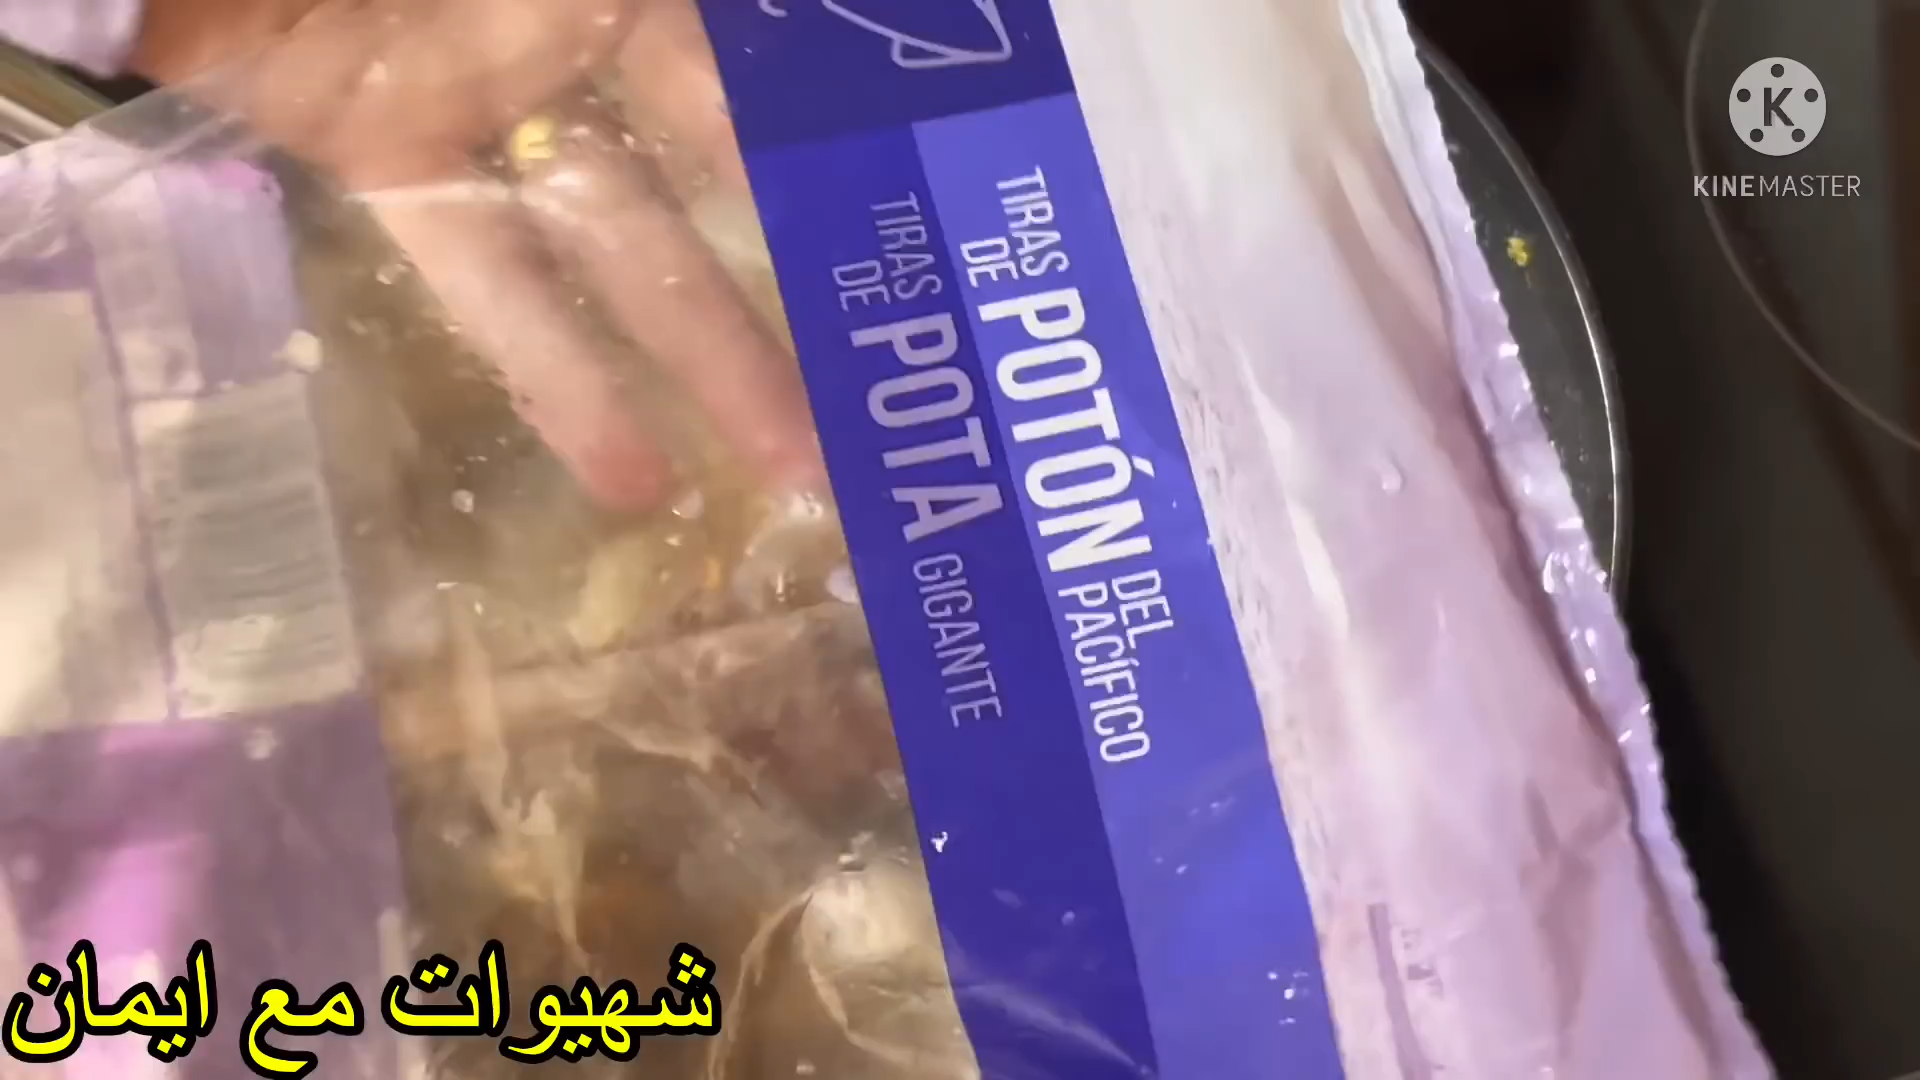 KINEMASTER
TIRAS
DE POTÓN DEL
PACÍFICO
TIRAS
DE POTA GIGANTE
شهيوات مع ايمان